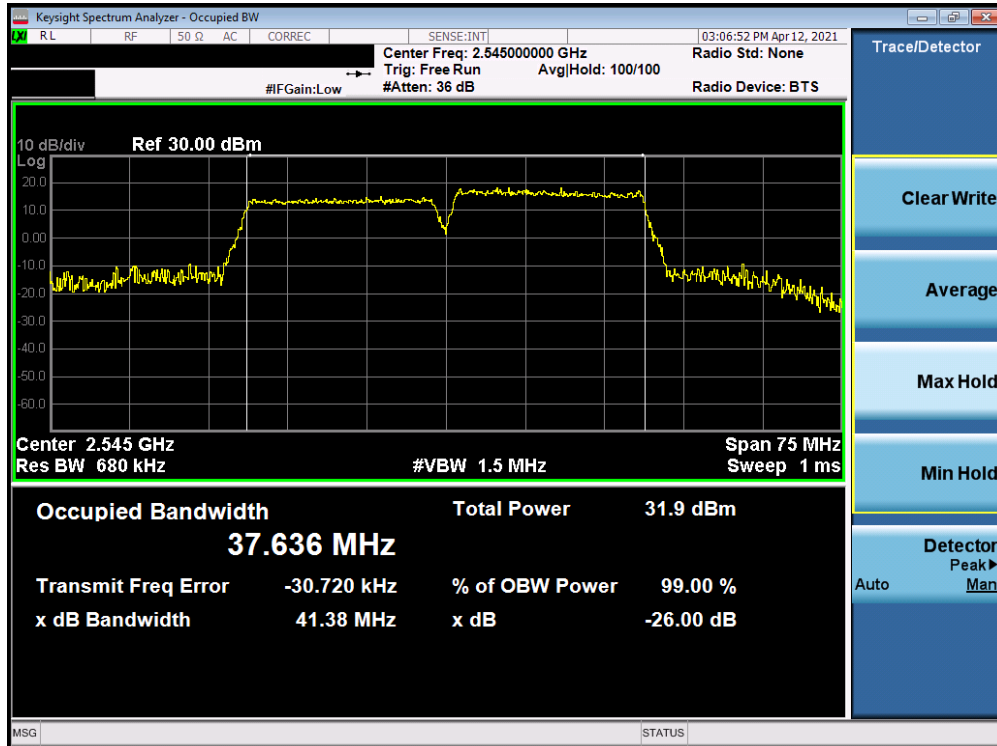 Keysight Spectrum Analyzer - Occupied BW
LXI RL RF 50 Ω AC CORREC SENSE:INT 03:06:52 PM Apr 12, 2021
Center Freq: 2.545000000 GHz Radio Std: None
Trig: Free Run Avg|Hold: 100/100
#IFGain:Low #Atten: 36 dB Radio Device: BTS
Trace/Detector
10 dB/div Ref 30.00 dBm
Log
20.0
10.0
0.00
-10.0
-20.0
-30.0
-40.0
-50.0
-60.0
Center 2.545 GHz Span 75 MHz
Res BW 680 kHz #VBW 1.5 MHz Sweep 1 ms
Occupied Bandwidth Total Power 31.9 dBm
37.636 MHz
Transmit Freq Error -30.720 kHz % of OBW Power 99.00 %
x dB Bandwidth 41.38 MHz x dB -26.00 dB
Clear Write
Average
Max Hold
Min Hold
Detector
Peak▶
Auto Man
MSG STATUS